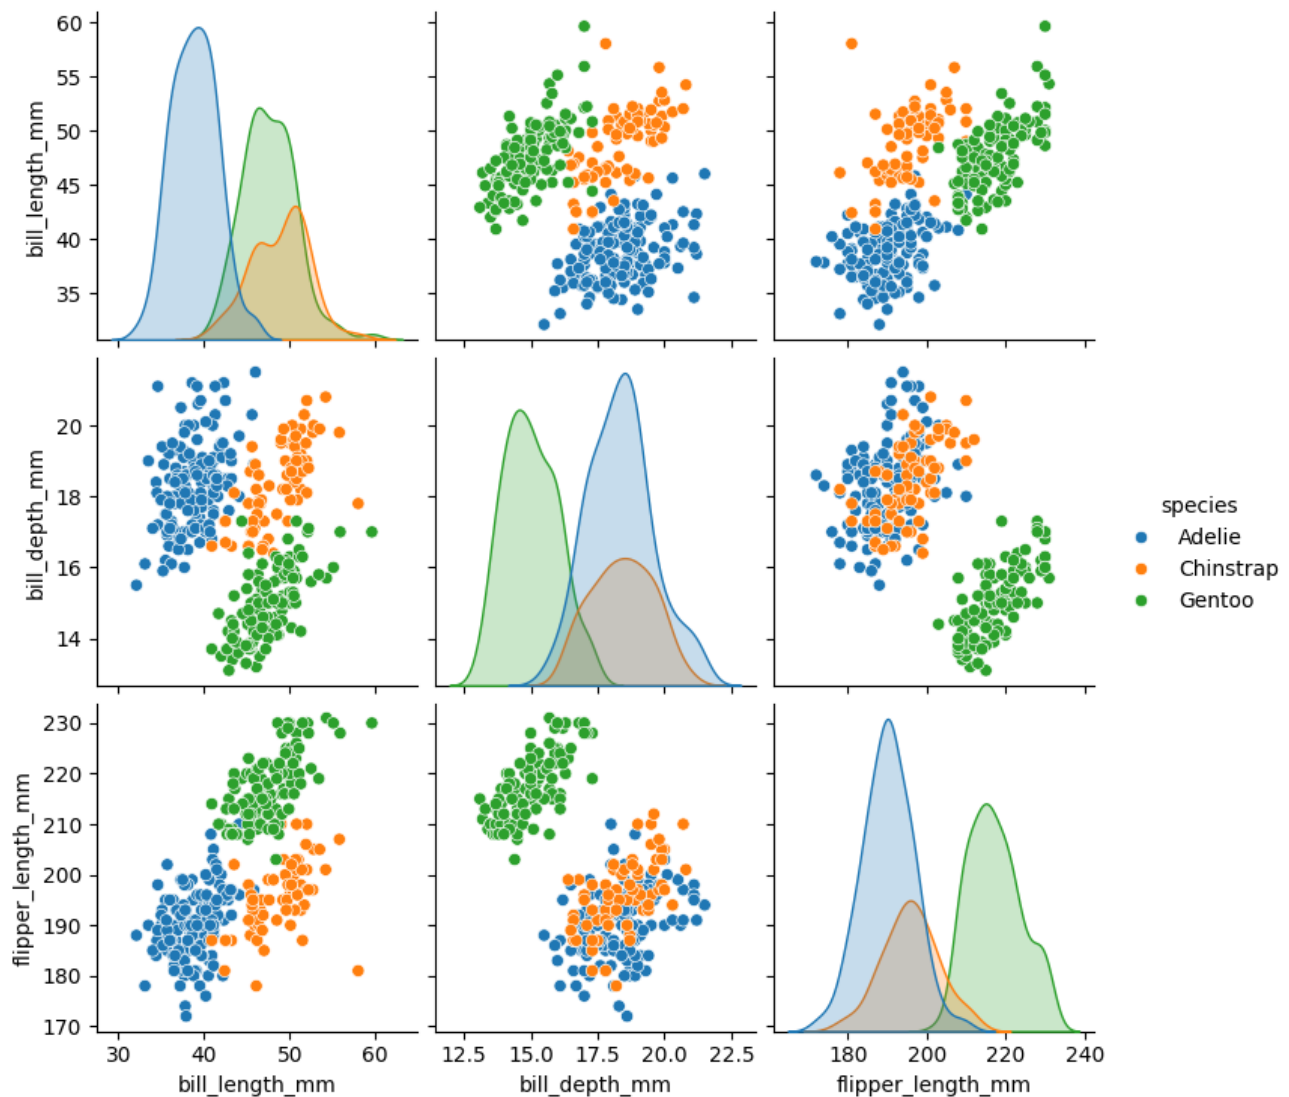 60
55
50
45
40
35
bill_length_mm
20
18
16
14
bill_depth_mm
species
Adelie
Chinstrap
Gentoo
230
220
210
200
190
180
170
flipper_length_mm
30 40 50 60
12.5 15.0 17.5 20.0 22.5
180 200 220 240
bill_length_mm
bill_depth_mm
flipper_length_mm